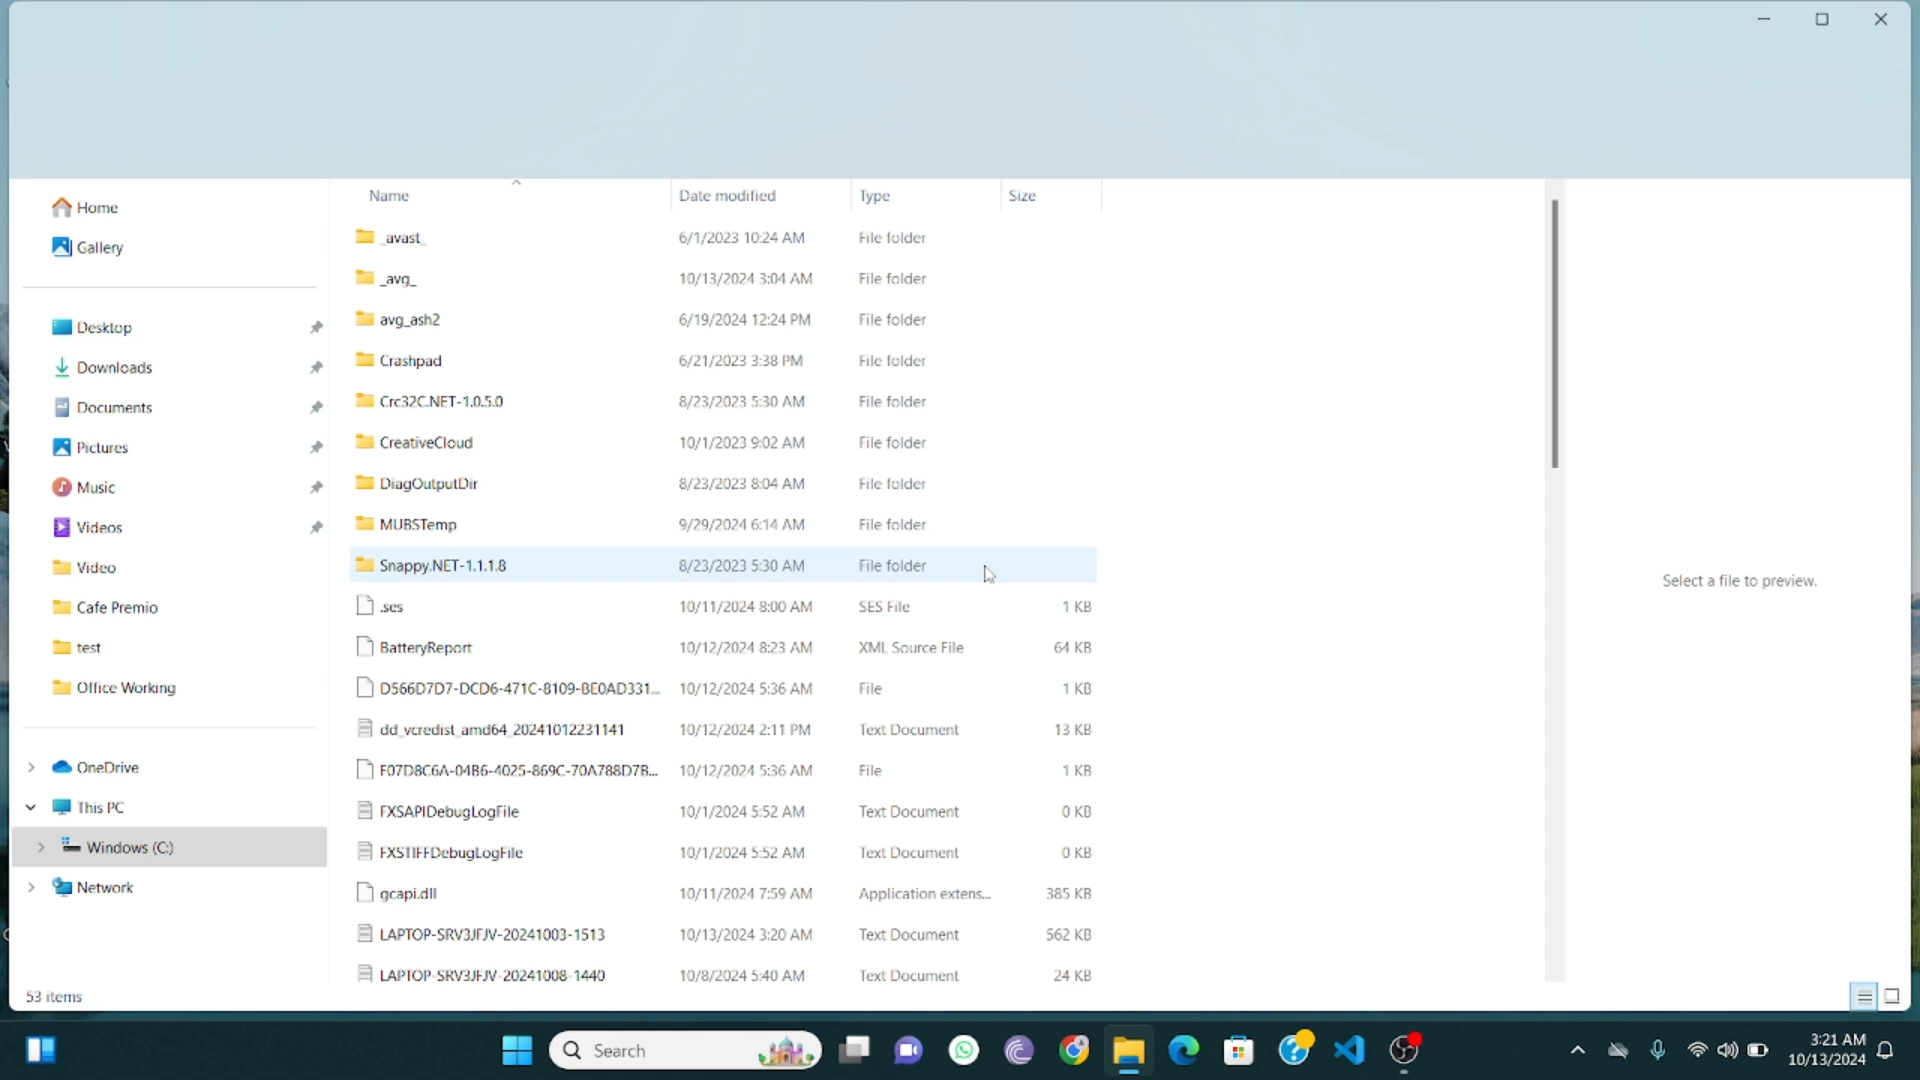 Name Date modified Type Size
Home
Gallery
Desktop
Downloads
Documents
Pictures
Music
Videos
Video
Cafe Premio
test
Office Working
OneDrive
This PC
Windows (C:)
Network
_avast_ 6/1/2023 10:24 AM File folder
_avg_ 10/13/2024 3:04 AM File folder
avg_ash2 6/19/2024 12:24 PM File folder
Crashpad 6/21/2023 3:38 PM File folder
Crc32C.NET-1.0.5.0 8/23/2023 5:30 AM File folder
CreativeCloud 10/1/2023 9:02 AM File folder
DiagOutputDir 8/23/2023 8:04 AM File folder
MUBSTemp 9/29/2024 6:14 AM File folder
Snappy.NET-1.1.1.8 8/23/2023 5:30 AM File folder
.ses 10/11/2024 8:00 AM SES File 1 KB
BatteryReport 10/12/2024 8:23 AM XML Source File 64 KB
D566D7D7-DCD6-471C-8109-BE0AD331... 10/12/2024 5:36 AM File 1 KB
dd_vcredist_amd64_20241012231141 10/12/2024 2:11 PM Text Document 13 KB
F07D8C6A-04B6-4025-869C-70A788D7B... 10/12/2024 5:36 AM File 1 KB
FXSAPIDebugLogFile 10/1/2024 5:52 AM Text Document 0 KB
FXSTIFFDebugLogFile 10/1/2024 5:52 AM Text Document 0 KB
gcapi.dll 10/11/2024 7:59 AM Application extens... 385 KB
LAPTOP-SRV3JFJV-20241003-1513 10/13/2024 3:20 AM Text Document 562 KB
LAPTOP-SRV3JFJV-20241008-1440 10/8/2024 5:40 AM Text Document 24 KB
Select a file to preview.
53 items
Search
3:21 AM
10/13/2024